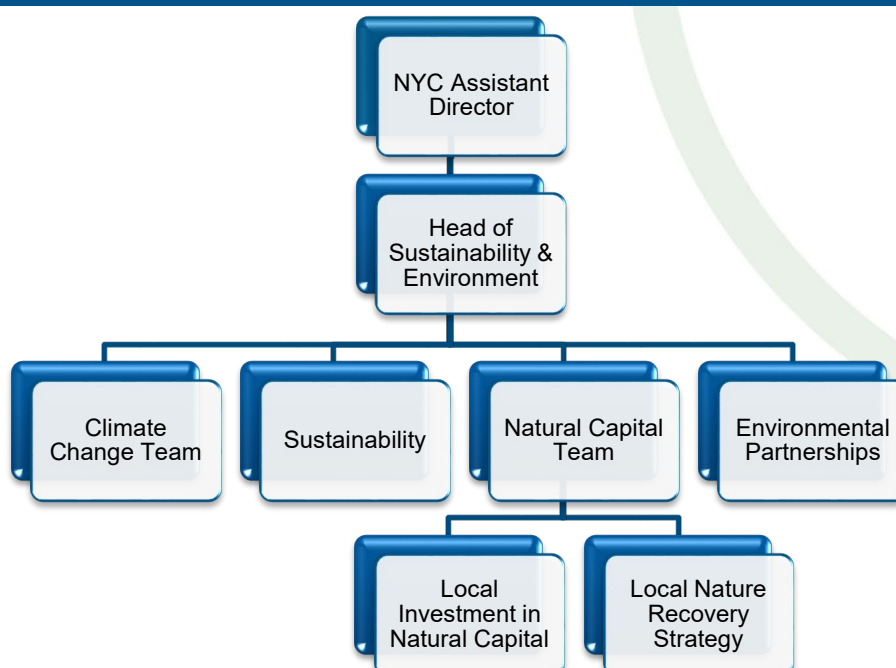 NYC Assistant
Director
Head of
Sustainability &
Environment
Climate
Change Team
Sustainability
Natural Capital
Team
Environmental
Partnerships
Local
Investment in
Natural Capital
Local Nature
Recovery
Strategy